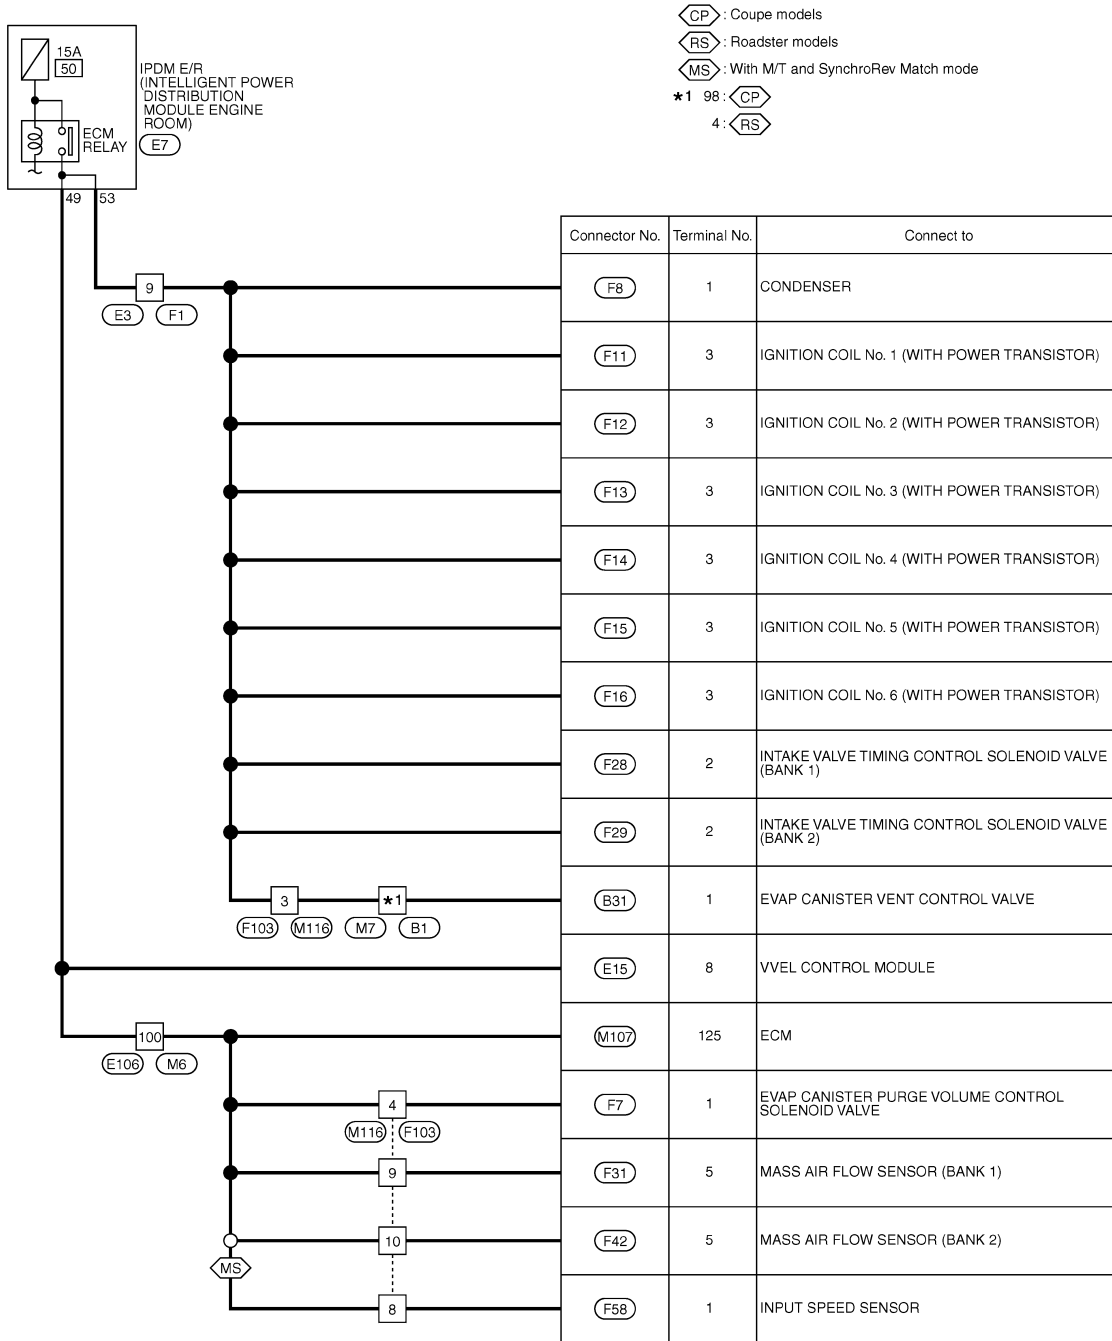 CP : Coupe models
RS : Roadster models
MS : With M/T and SynchroRev Match mode
*1 98 : CP
4 : RS
15A
50
IPDM E/R
(INTELLIGENT POWER
DISTRIBUTION
MODULE ENGINE
ROOM)
E7
ECM
RELAY
49 53
Connector No. Terminal No. Connect to
9
E3 F1
F8 1 CONDENSER
F11 3 IGNITION COIL No. 1 (WITH POWER TRANSISTOR)
F12 3 IGNITION COIL No. 2 (WITH POWER TRANSISTOR)
F13 3 IGNITION COIL No. 3 (WITH POWER TRANSISTOR)
F14 3 IGNITION COIL No. 4 (WITH POWER TRANSISTOR)
F15 3 IGNITION COIL No. 5 (WITH POWER TRANSISTOR)
F16 3 IGNITION COIL No. 6 (WITH POWER TRANSISTOR)
F28 2 INTAKE VALVE TIMING CONTROL SOLENOID VALVE
(BANK 1)
F29 2 INTAKE VALVE TIMING CONTROL SOLENOID VALVE
(BANK 2)
3 *1 B31 1 EVAP CANISTER VENT CONTROL VALVE
F103 M116 M7 B1
E15 8 VVEL CONTROL MODULE
100 M107 125 ECM
E106 M6
4 F7 1 EVAP CANISTER PURGE VOLUME CONTROL
SOLENOID VALVE
M116 F103
9 F31 5 MASS AIR FLOW SENSOR (BANK 1)
10 F42 5 MASS AIR FLOW SENSOR (BANK 2)
MS
8 F58 1 INPUT SPEED SENSOR